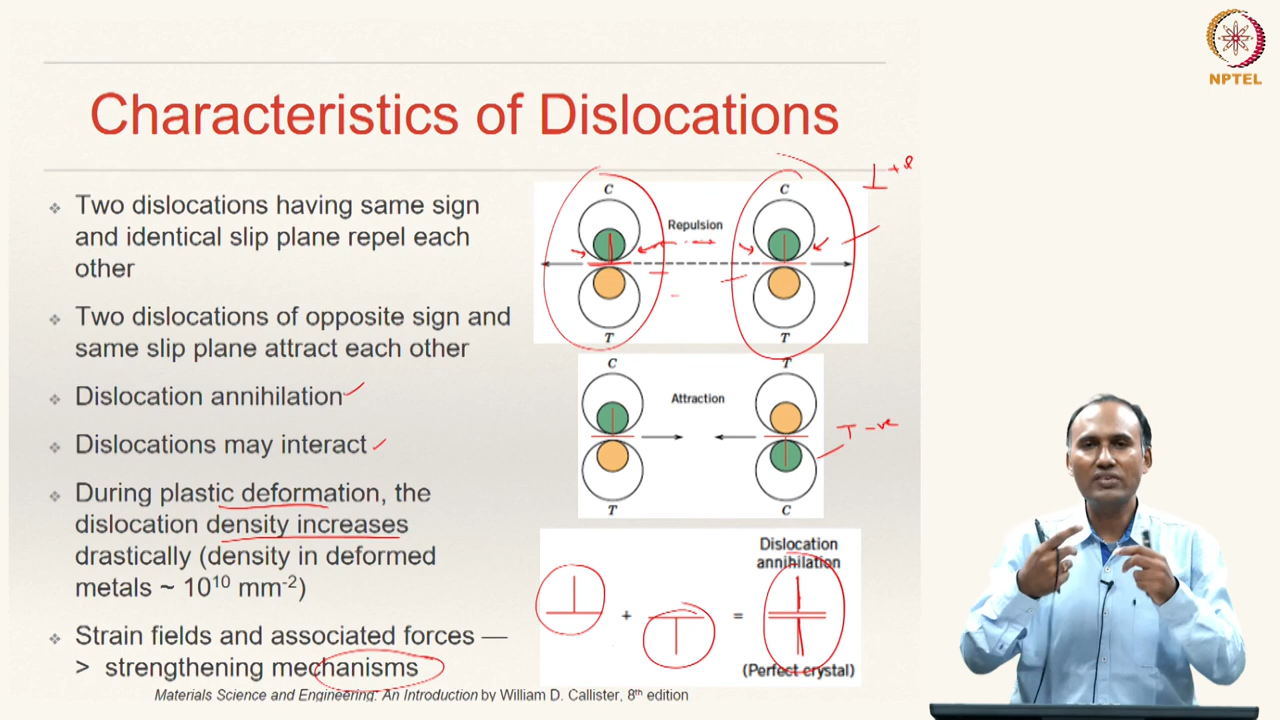 NPTEL
Characteristics of Dislocations
Two dislocations having same sign
and identical slip plane repel each
other
Two dislocations of opposite sign and
same slip plane attract each other
Dislocation annihilation
Dislocations may interact
During plastic deformation, the
dislocation density increases
drastically (density in deformed
metals ~ 10¹⁰ mm⁻²)
Strain fields and associated forces —
> strengthening mechanisms
C
C
Repulsion
T
T
C
T
Attraction
T
C
-ve
Dislocation
annihilation
+
=
(Perfect crystal)
Materials Science and Engineering: An Introduction by William D. Callister, 8th edition